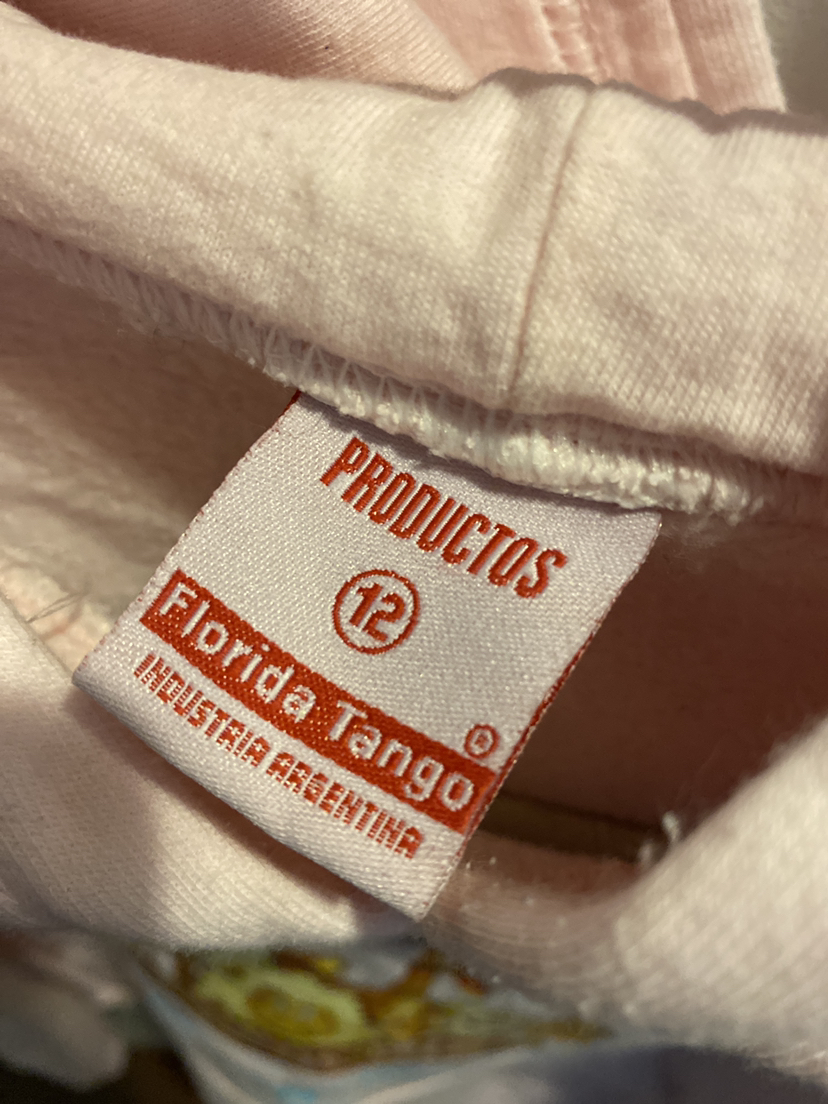 PRODUCTOS
12
Florida Tango ®
INDUSTRIA ARGENTINA